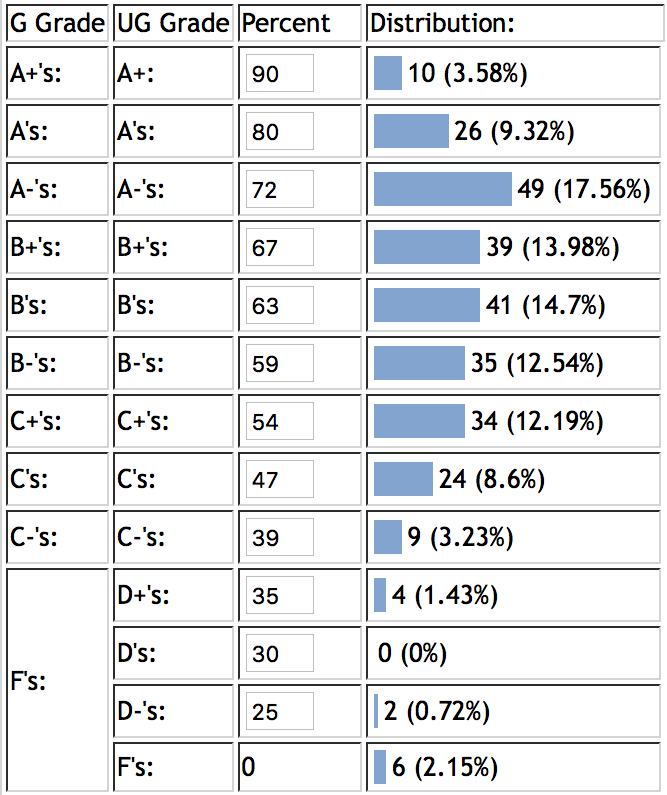 G Grade UG Grade Percent Distribution:
A+'s: A+: 90 10 (3.58%)
A's: A's: 80 26 (9.32%)
A-'s: A-'s: 72 49 (17.56%)
B+'s: B+'s: 67 39 (13.98%)
B's: B's: 63 41 (14.7%)
B-'s: B-'s: 59 35 (12.54%)
C+'s: C+'s: 54 34 (12.19%)
C's: C's: 47 24 (8.6%)
C-'s: C-'s: 39 9 (3.23%)
D+'s: 35 4 (1.43%)
D's: 30 0 (0%)
F's:
D-'s: 25 2 (0.72%)
F's: 0 6 (2.15%)